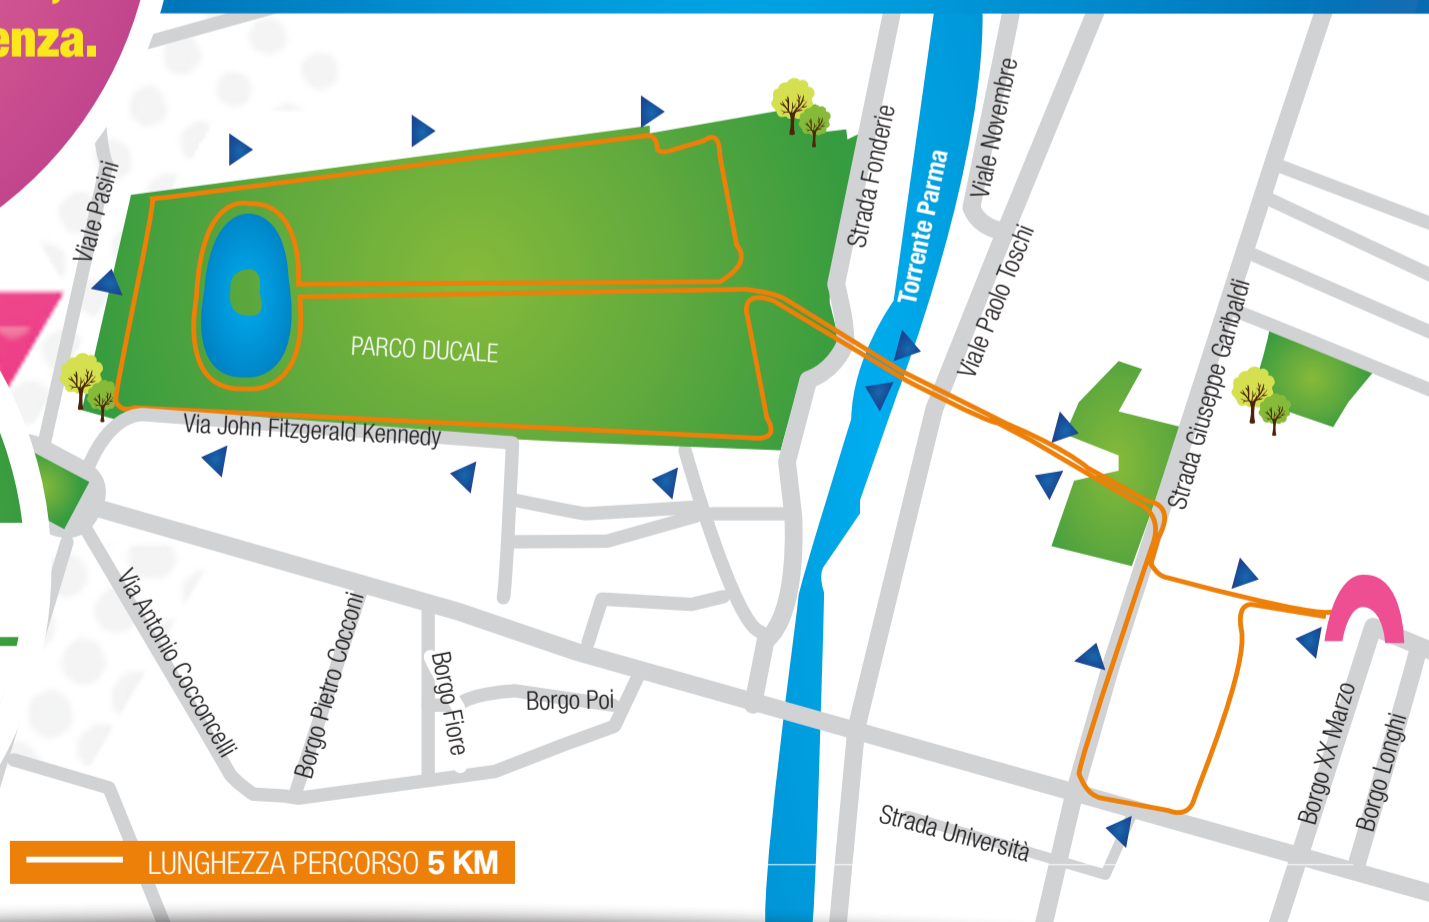 enza.
Viale Pasini
Strada Fonderie
Torrente Parma
Viale Novembre
Viale Paolo Toschi
Strada Giuseppe Garibaldi
PARCO DUCALE
Via John Fitzgerald Kennedy
Via Antonio Cocconcelli
Borgo Pietro Cocconi
Borgo Fiore
Borgo Poi
Strada Università
Borgo XX Marzo
Borgo Longhi
LUNGHEZZA PERCORSO 5 KM